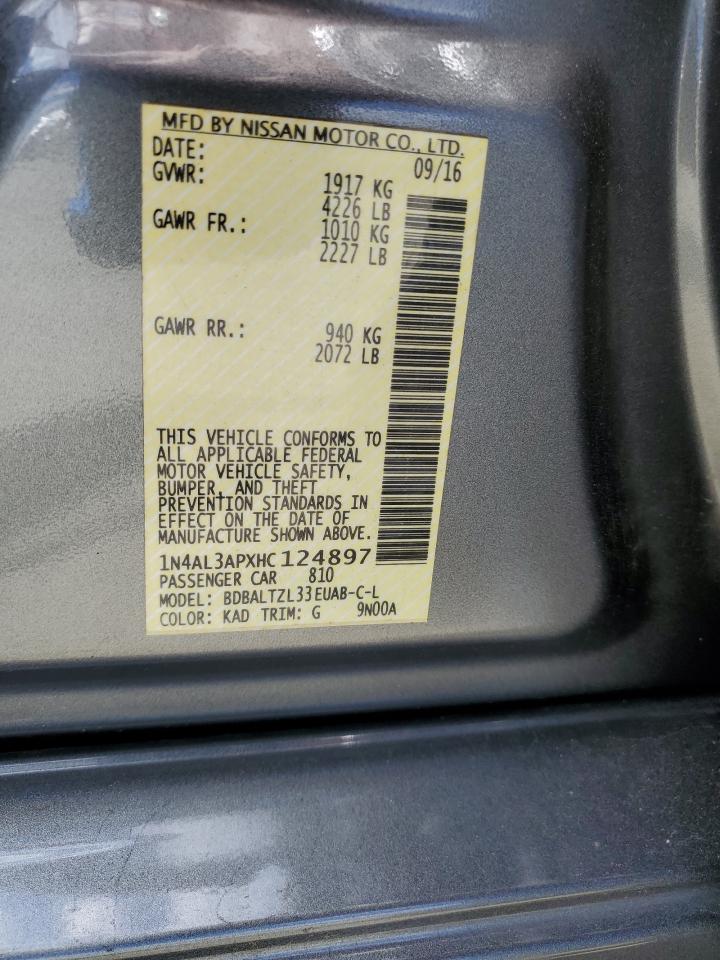 MFD BY NISSAN MOTOR CO., LTD.
DATE: 09/16
GVWR: 1917 KG
4226 LB
GAWR FR.: 1010 KG
2227 LB
GAWR RR.: 940 KG
2072 LB
THIS VEHICLE CONFORMS TO
ALL APPLICABLE FEDERAL
MOTOR VEHICLE SAFETY,
BUMPER, AND THEFT
PREVENTION STANDARDS IN
EFFECT ON THE DATE OF
MANUFACTURE SHOWN ABOVE.
1N4AL3APXHC124897
PASSENGER CAR 810
MODEL: BDBALTZL33EUAB-C-L
COLOR: KAD TRIM: G 9N00A